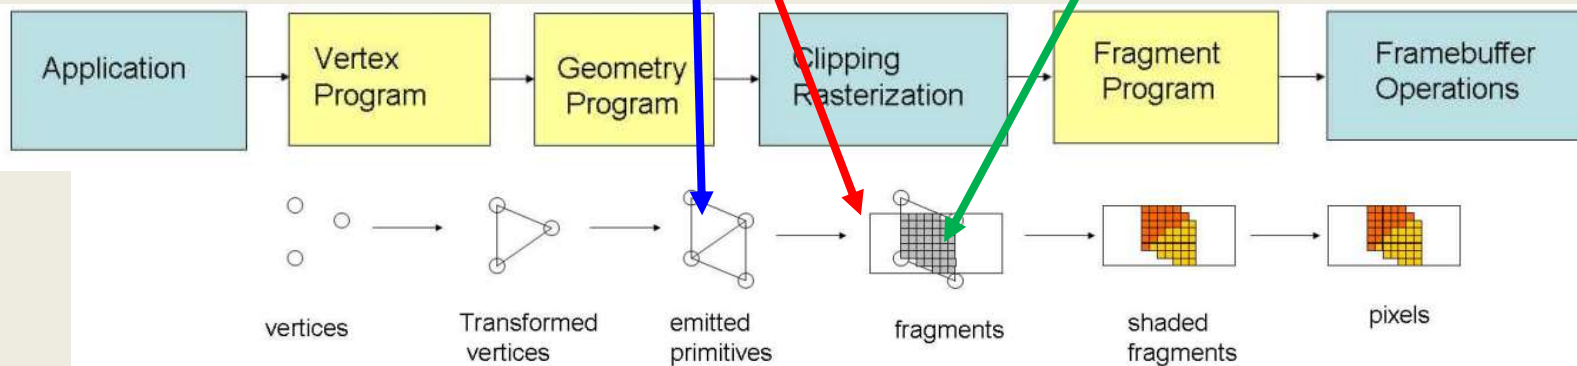 Application
Vertex
Program
Geometry
Program
Clipping
Rasterization
Fragment
Program
Framebuffer
Operations
vertices
Transformed
vertices
emitted
primitives
fragments
shaded
fragments
pixels